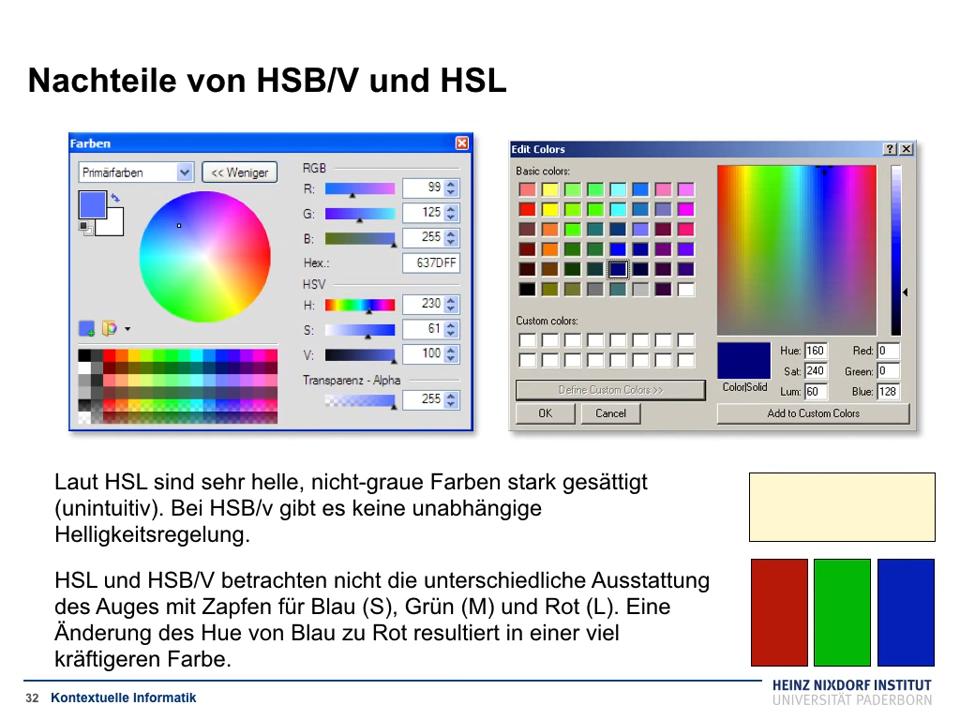 Nachteile von HSB/V und HSL
Farben
Primärfarben
<< Weniger
RGB
R: 99
G: 125
B: 255
Hex.: 637DFF
HSV
H: 230
S: 61
V: 100
Transparenz - Alpha
255
Edit Colors
Basic colors:
Custom colors:
Define Custom Colors >>
OK Cancel
Color|Solid
Hue: 160 Red: 0
Sat: 240 Green: 0
Lum: 60 Blue: 128
Add to Custom Colors
Laut HSL sind sehr helle, nicht-graue Farben stark gesättigt
(unintuitiv). Bei HSB/v gibt es keine unabhängige
Helligkeitsregelung.
HSL und HSB/V betrachten nicht die unterschiedliche Ausstattung
des Auges mit Zapfen für Blau (S), Grün (M) und Rot (L). Eine
Änderung des Hue von Blau zu Rot resultiert in einer viel
kräftigeren Farbe.
32 Kontextuelle Informatik
HEINZ NIXDORF INSTITUT
UNIVERSITÄT PADERBORN